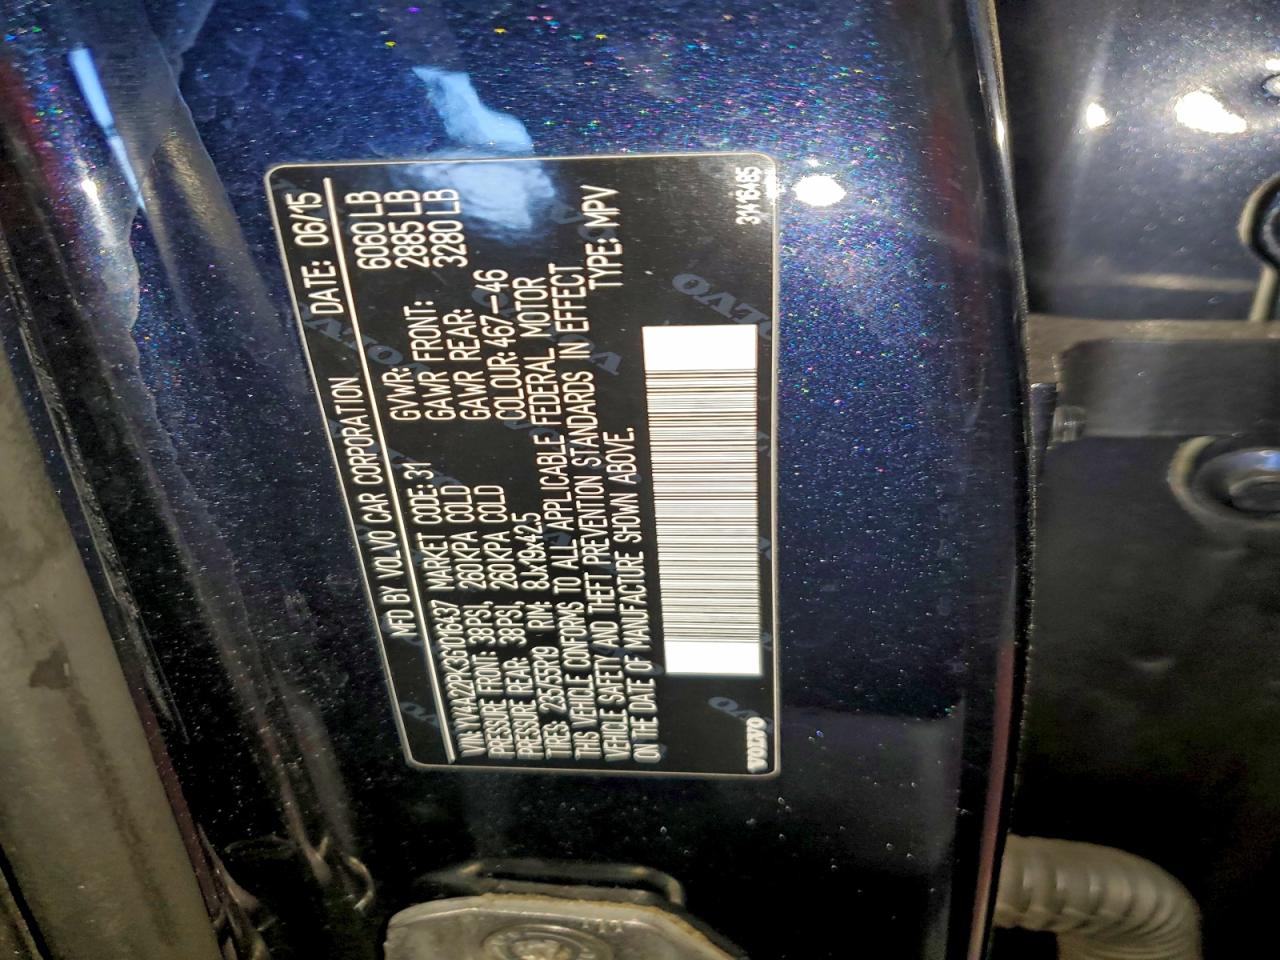 MFD BY VOLVO CAR CORPORATION DATE: 06/15
VIN: YV4A22PK3G1016437 MARKET CODE: 31
GVWR: 6060 LB
PRESSURE FRONT: 38PSI, 260KPA COLD
GAWR FRONT: 2885 LB
PRESSURE REAR: 38PSI, 260KPA COLD
GAWR REAR: 3280 LB
TIRES: 235/55R19 RIM: 8Jx19x42.5
COLOUR: 467-46
THIS VEHICLE CONFORMS TO ALL APPLICABLE FEDERAL MOTOR
VEHICLE SAFETY AND THEFT PREVENTION STANDARDS IN EFFECT
ON THE DATE OF MANUFACTURE SHOWN ABOVE.
TYPE: MPV
VOLVO
31416485